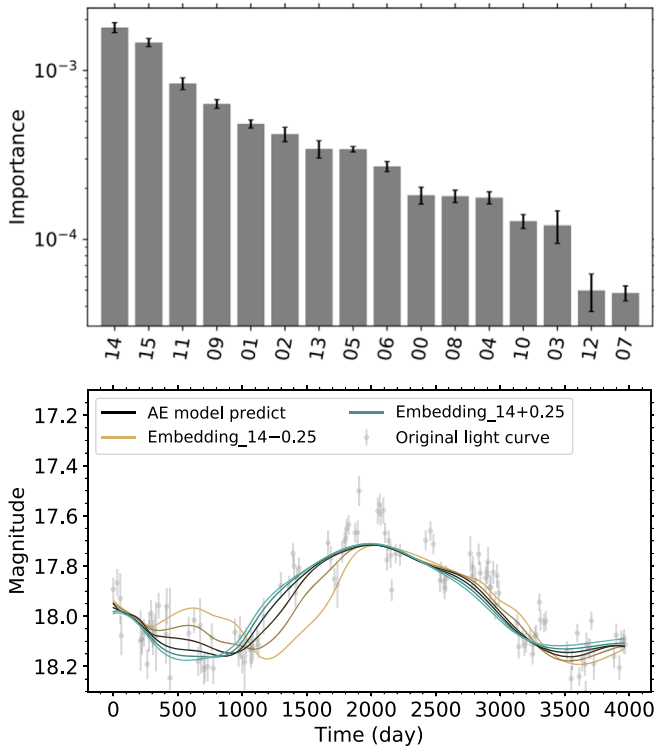 10⁻³
10⁻⁴
Importance
14 15 11 09 01 02 13 05 06 00 08 04 10 03 12 07
AE model predict
Embedding_14+0.25
Embedding_14−0.25
Original light curve
17.2
17.4
17.6
17.8
18.0
18.2
Magnitude
0 500 1000 1500 2000 2500 3000 3500 4000
Time (day)